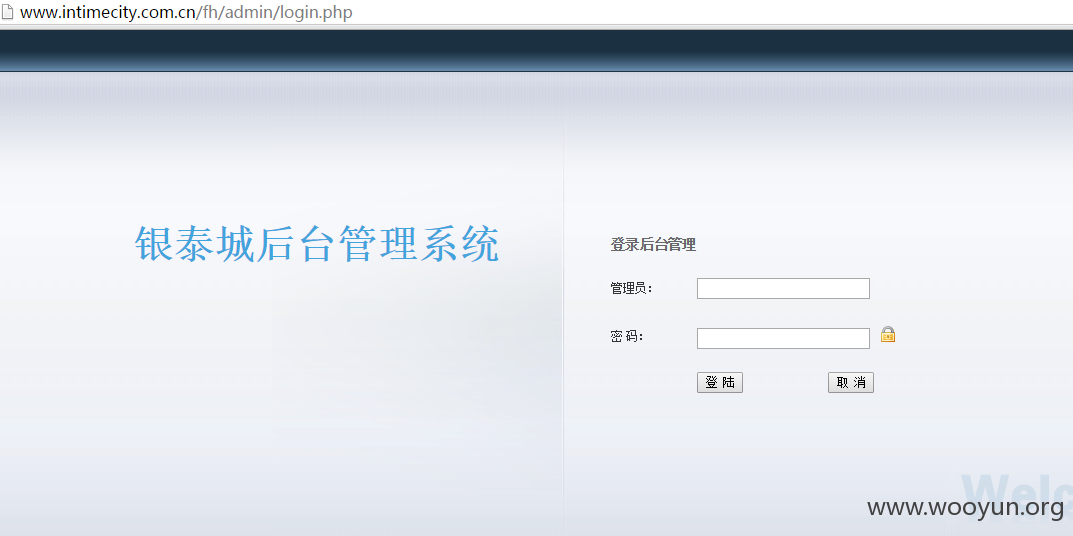 www.intimecity.com.cn/fh/admin/login.php
银泰城后台管理系统
登录后台管理
管理员：
密 码：
登 陆
取 消
www.wooyun.org